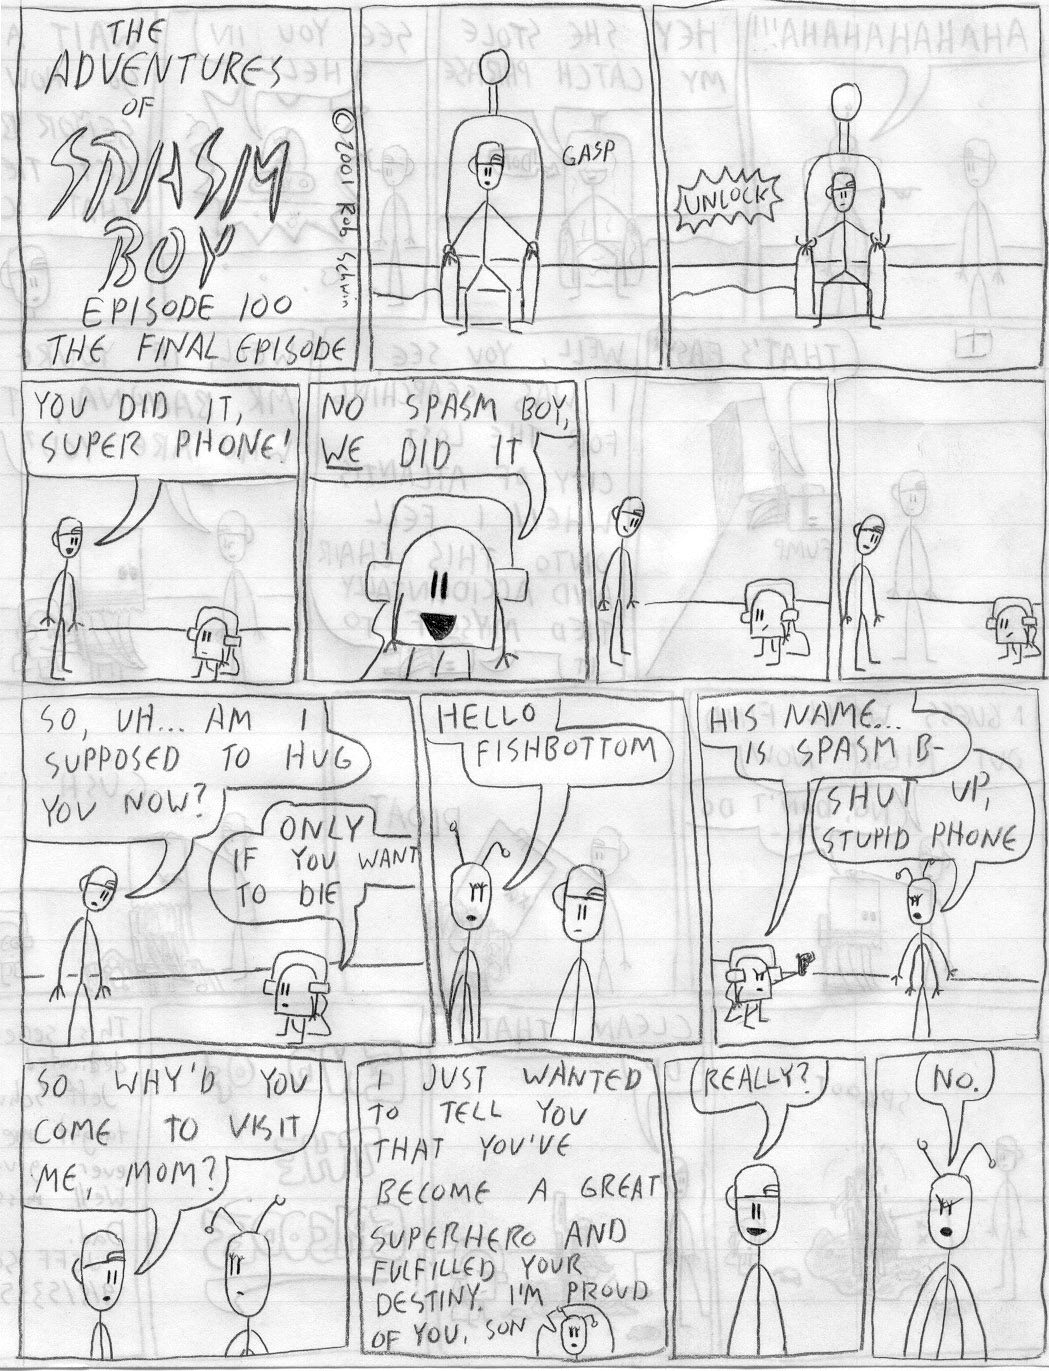 THE
ADVENTURES
OF
SPASM
BOY
EPISODE 100
THE FINAL EPISODE
© 2001 Rob Schwin
GASP
UNLOCK
YOU DID IT,
SUPER PHONE!
NO SPASM BOY,
WE DID IT
SO, UH... AM I
SUPPOSED TO HUG
YOU NOW?
ONLY
IF YOU WANT
TO DIE
HELLO
FISHBOTTOM
HIS NAME...
IS SPASM B-
SHUT UP,
STUPID PHONE
SO WHY'D YOU
COME TO VISIT
ME, MOM?
I JUST WANTED
TO TELL YOU
THAT YOU'VE
BECOME A GREAT
SUPERHERO AND
FULFILLED YOUR
DESTINY. I'M PROUD
OF YOU, SON
REALLY?
NO.